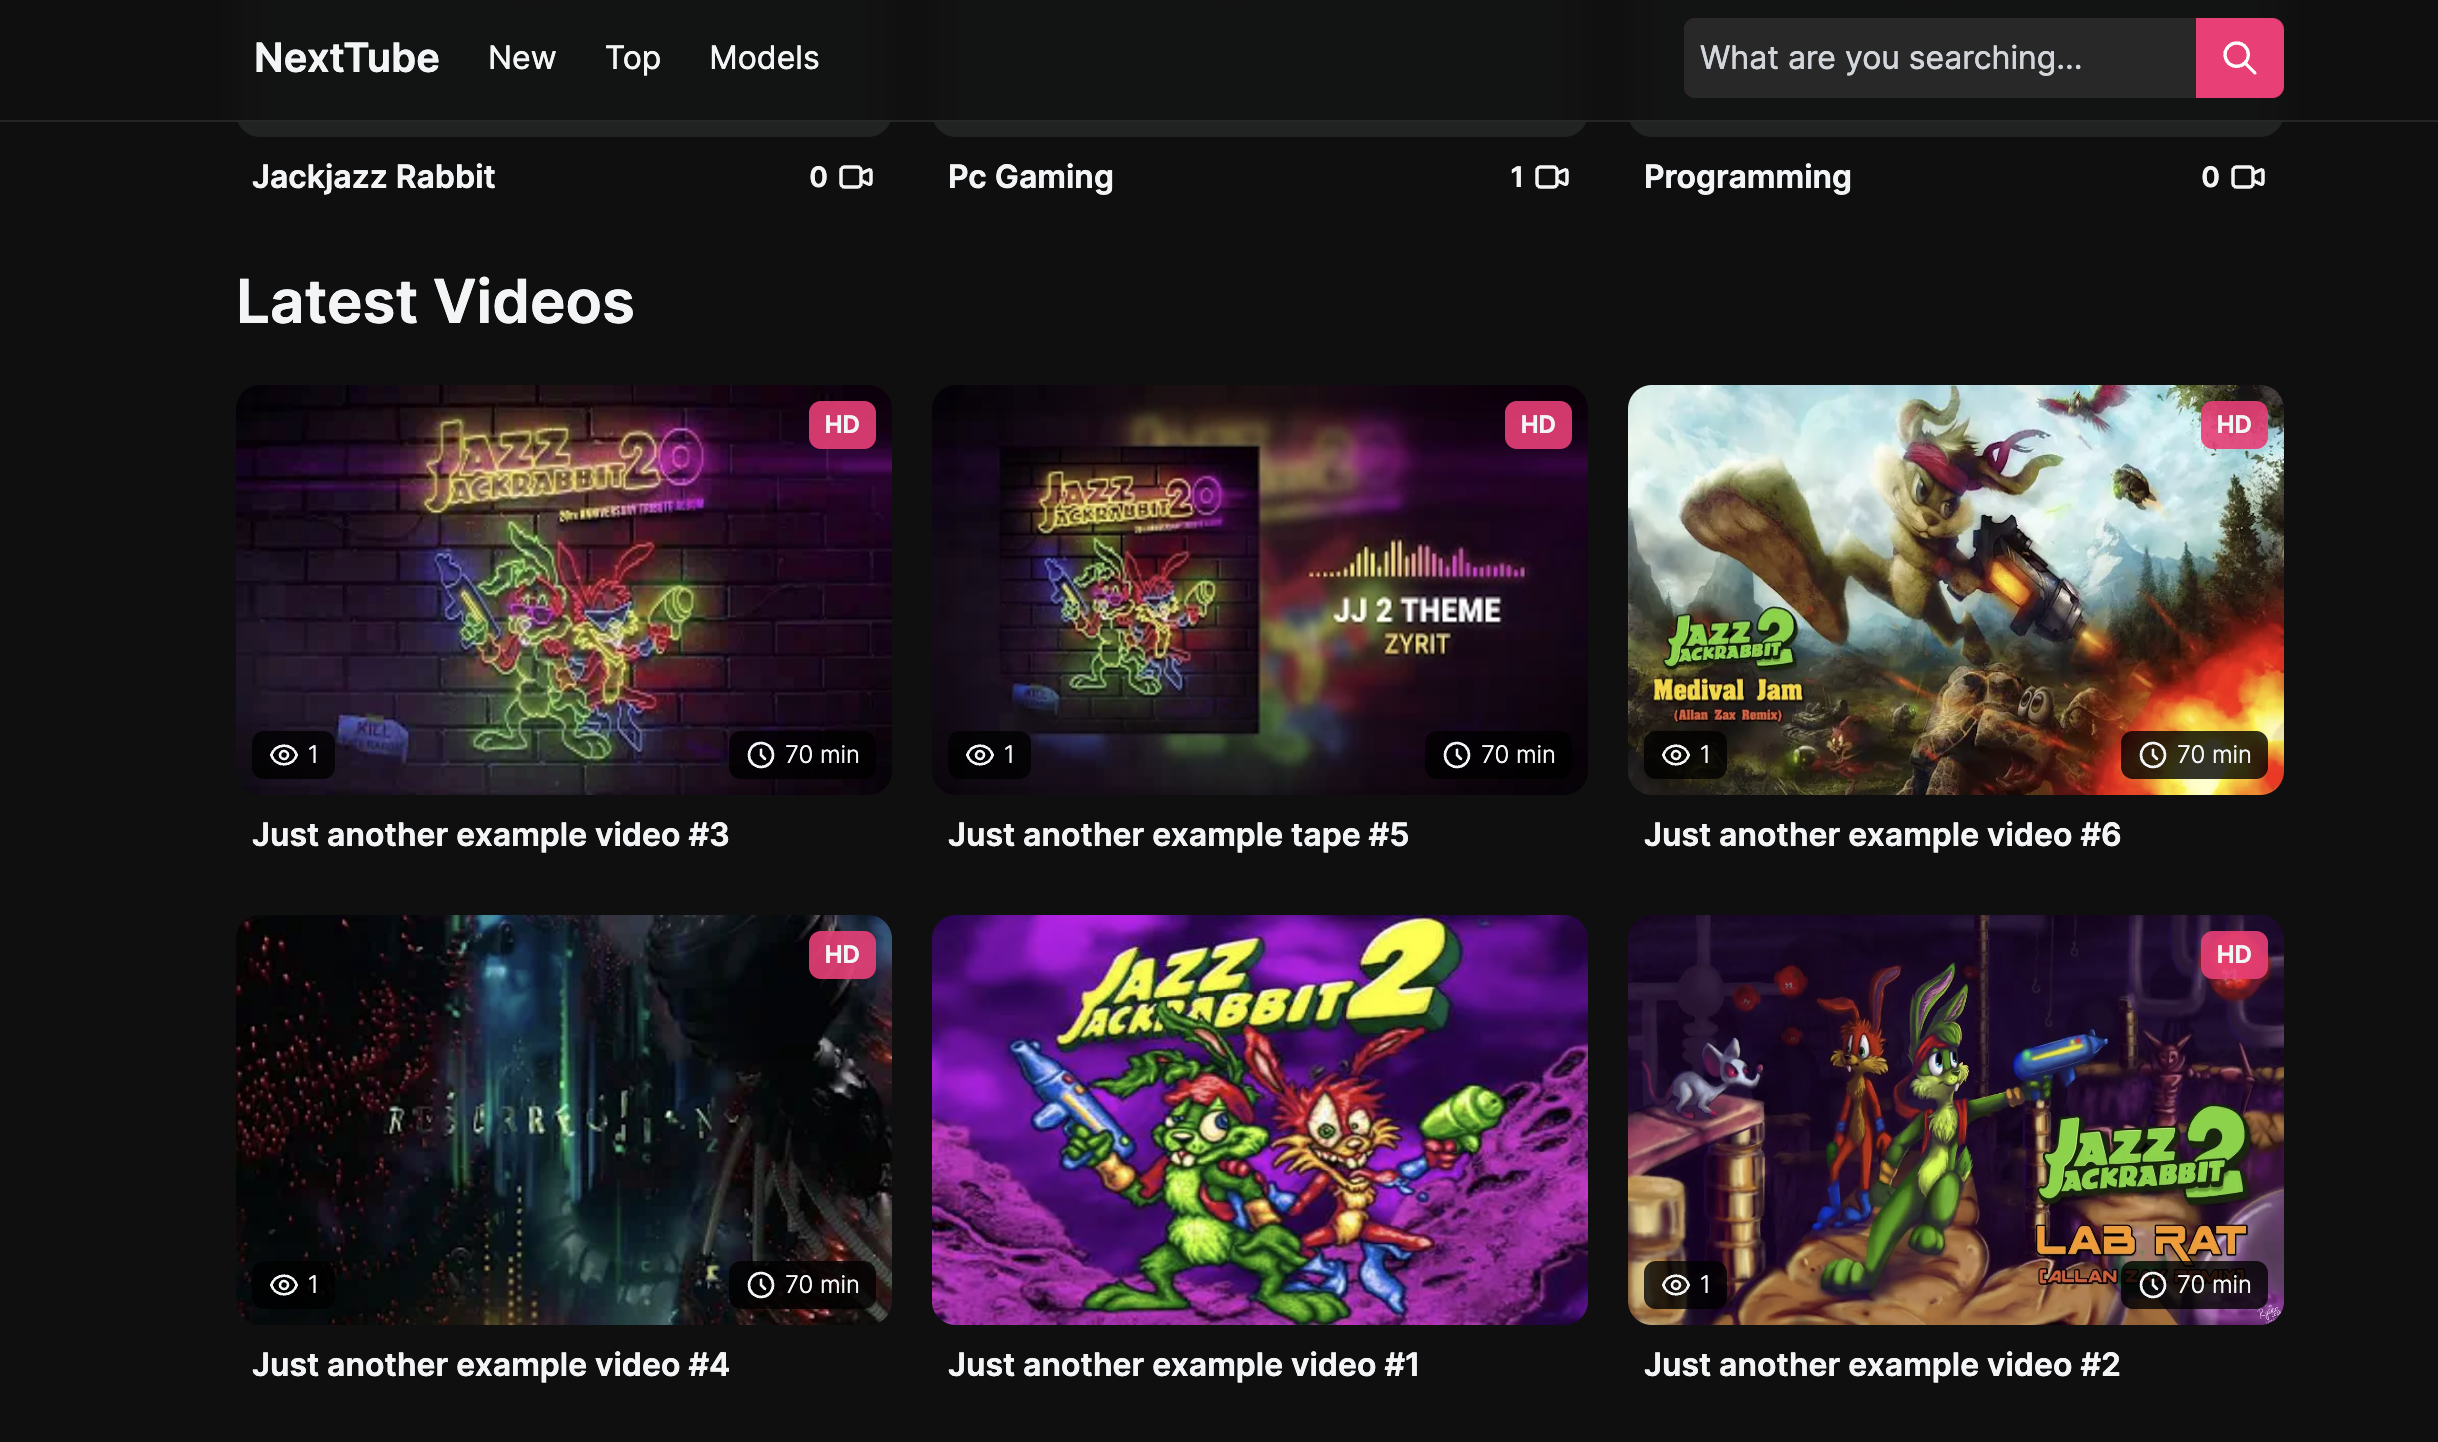 NextTube New Top Models What are you searching...
Jackjazz Rabbit 0 Pc Gaming 1 Programming 0
Latest Videos
HD
JAZZ
JACKRABBIT 20
20TH ANNIVERSARY TRIBUTE ALBUM
KILL
1 70 min
Just another example video #3
HD
JAZZ
JACKRABBIT 20
JJ 2 THEME
ZYRIT
1 70 min
Just another example tape #5
HD
JAZZ
JACKRABBIT 2
Medival Jam
(Allan Zax Remix)
1 70 min
Just another example video #6
HD
1 70 min
Just another example video #4
JAZZ
JACKRABBIT 2
Just another example video #1
HD
JAZZ
JACKRABBIT 2
LAB RAT
(ALLAN
1 70 min
Just another example video #2